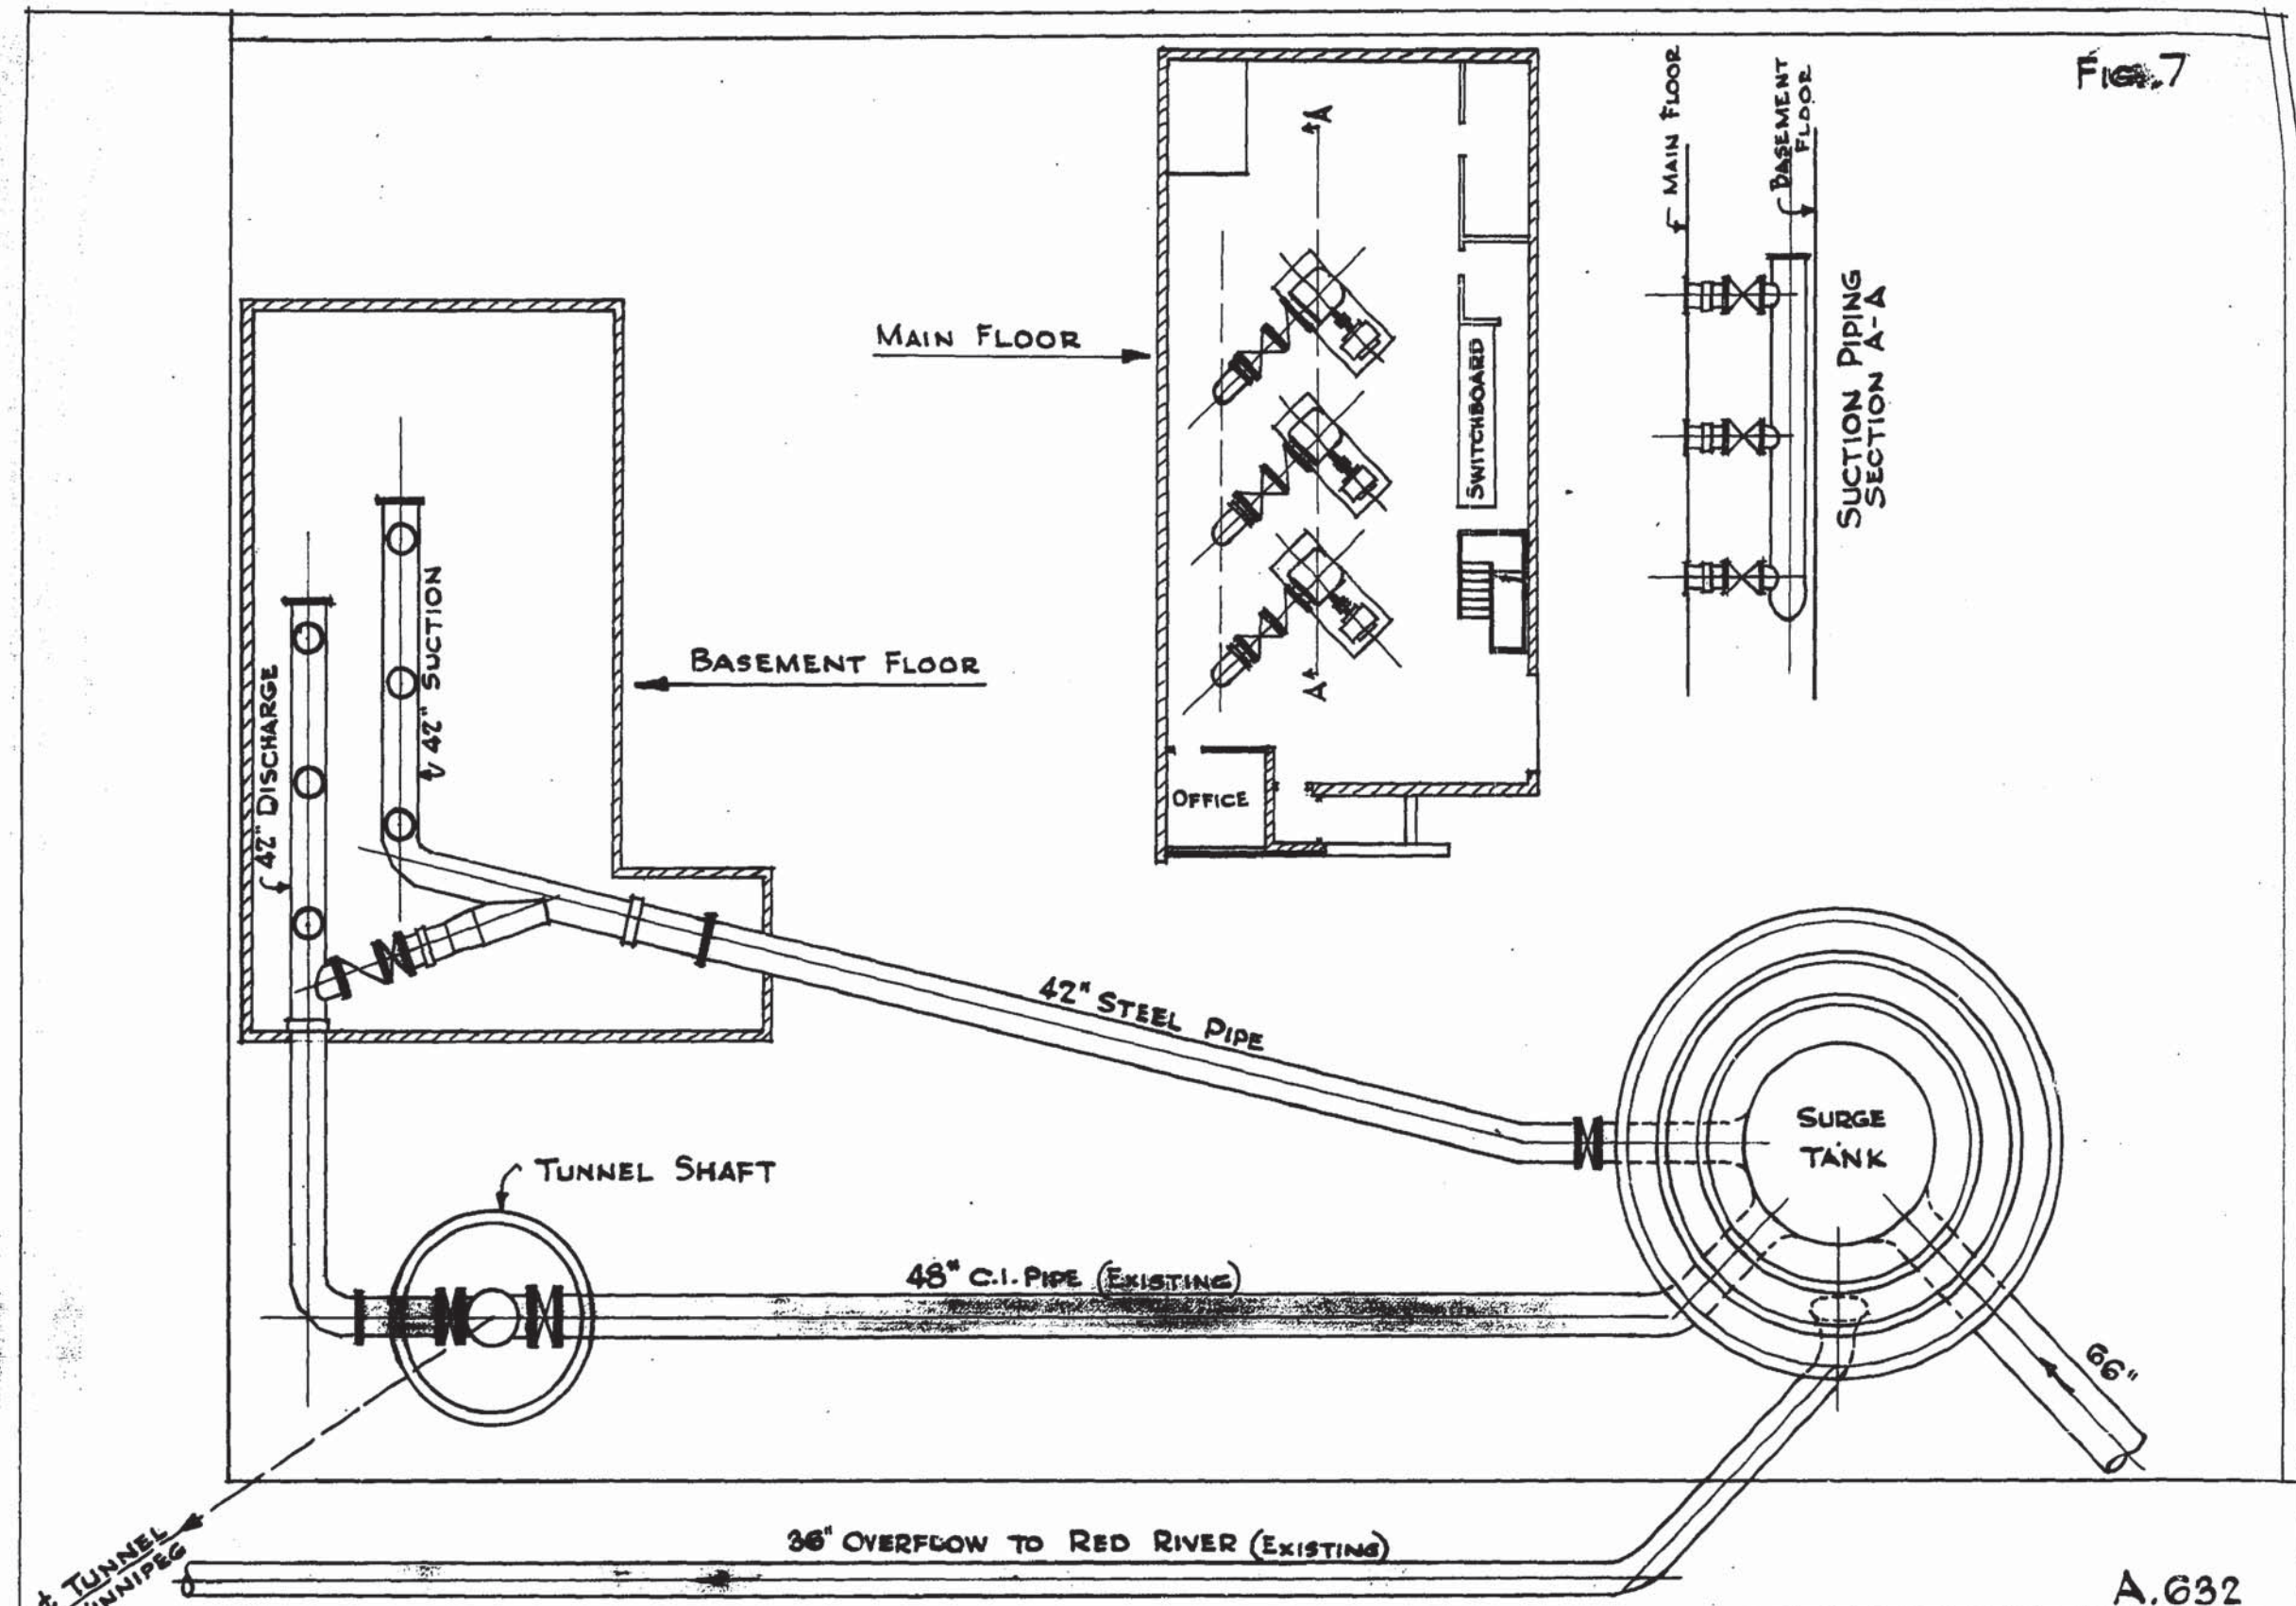 FIG. 7
MAIN FLOOR
BASEMENT
FLOOR
SUCTION PIPING
SECTION A-A
A
A
SWITCHBOARD
MAIN FLOOR
OFFICE
BASEMENT FLOOR
42" SUCTION
42" DISCHARGE
42" STEEL PIPE
SURGE
TANK
TUNNEL SHAFT
48" C.I. PIPE (EXISTING)
66"
36" OVERFLOW TO RED RIVER (EXISTING)
TUNNEL
A.632